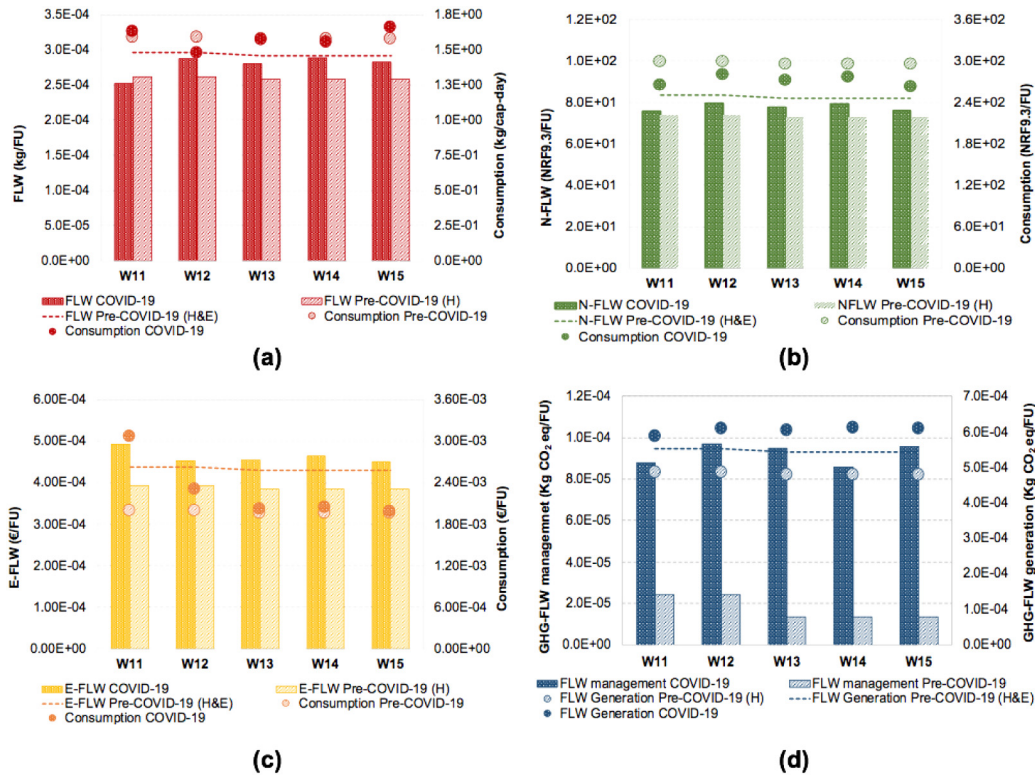 3.5E-04
3.0E-04
2.5E-04
2.0E-04
1.5E-04
1.0E-04
5.0E-05
0.0E+00
FLW (kg/FU)
1.8E+00
1.5E+00
1.3E+00
1.0E+00
7.5E-01
5.0E-01
2.5E-01
0.0E+00
Consumption (kg/cap-day)
W11 W12 W13 W14 W15
FLW COVID-19 FLW Pre-COVID-19 (H)
FLW Pre-COVID-19 (H&E) Consumption Pre-COVID-19
Consumption COVID-19
(a)
1.2E+02
1.0E+02
8.0E+01
6.0E+01
4.0E+01
2.0E+01
0.0E+00
N-FLW (NRF9.3/FU)
3.6E+02
3.0E+02
2.4E+02
1.8E+02
1.2E+02
6.0E+01
0.0E+00
Consumption (NRF9.3/FU)
W11 W12 W13 W14 W15
N-FLW COVID-19 NFLW Pre-COVID-19 (H)
N-FLW Pre-COVID-19 (H&E) Consumption Pre-COVID-19
Consumption COVID-19
(b)
6.00E-04
5.00E-04
4.00E-04
3.00E-04
2.00E-04
1.00E-04
0.00E+00
E-FLW (€/FU)
3.60E-03
3.00E-03
2.40E-03
1.80E-03
1.20E-03
6.00E-04
0.00E+00
Consumption (€/FU)
W11 W12 W13 W14 W15
E-FLW COVID-19 E-FLW Pre-COVID-19 (H)
E-FLW Pre-COVID-19 (H&E) Consumption Pre-COVID-19
Consumption COVID-19
(c)
1.2E-04
1.0E-04
8.0E-05
6.0E-05
4.0E-05
2.0E-05
0.0E+00
GHG-FLW managemnet (Kg CO2 eq/FU)
7.0E-04
6.0E-04
5.0E-04
4.0E-04
3.0E-04
2.0E-04
1.0E-04
0.0E+00
GHG-FLW generation (Kg CO2 eq/FU)
W11 W12 W13 W14 W15
FLW management COVID-19 FLW management Pre-COVID-19
FLW Generation Pre-COVID-19 (H) FLW Generation Pre-COVID-19 (H&E)
FLW Generation COVID-19
(d)